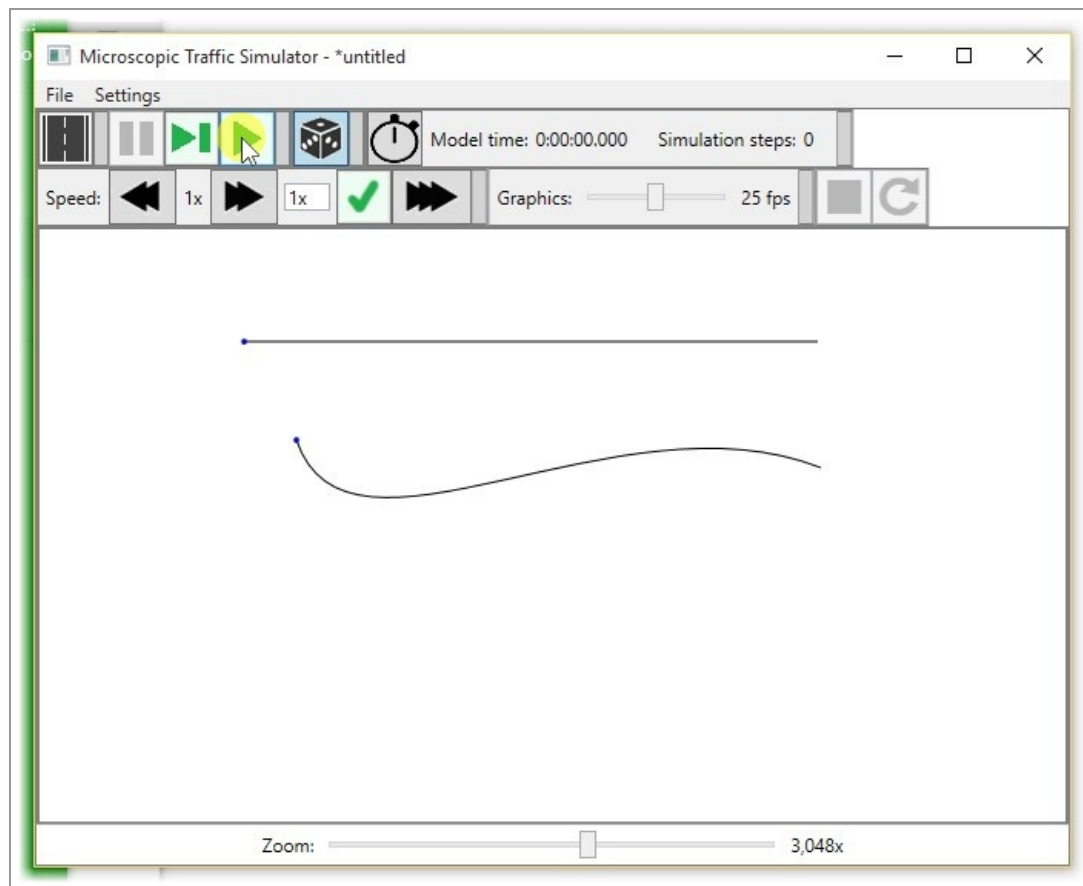 Microscopic Traffic Simulator - *untitled
File Settings
Model time: 0:00:00.000 Simulation steps: 0
Speed: 1x 1x Graphics: 25 fps
Zoom: 3,048x